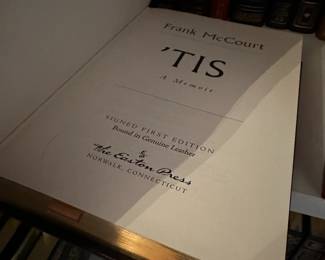 Frank McCourt
'TIS
A Memoir
SIGNED FIRST EDITION
Bound in Genuine Leather
The Easton Press
NORWALK, CONNECTICUT